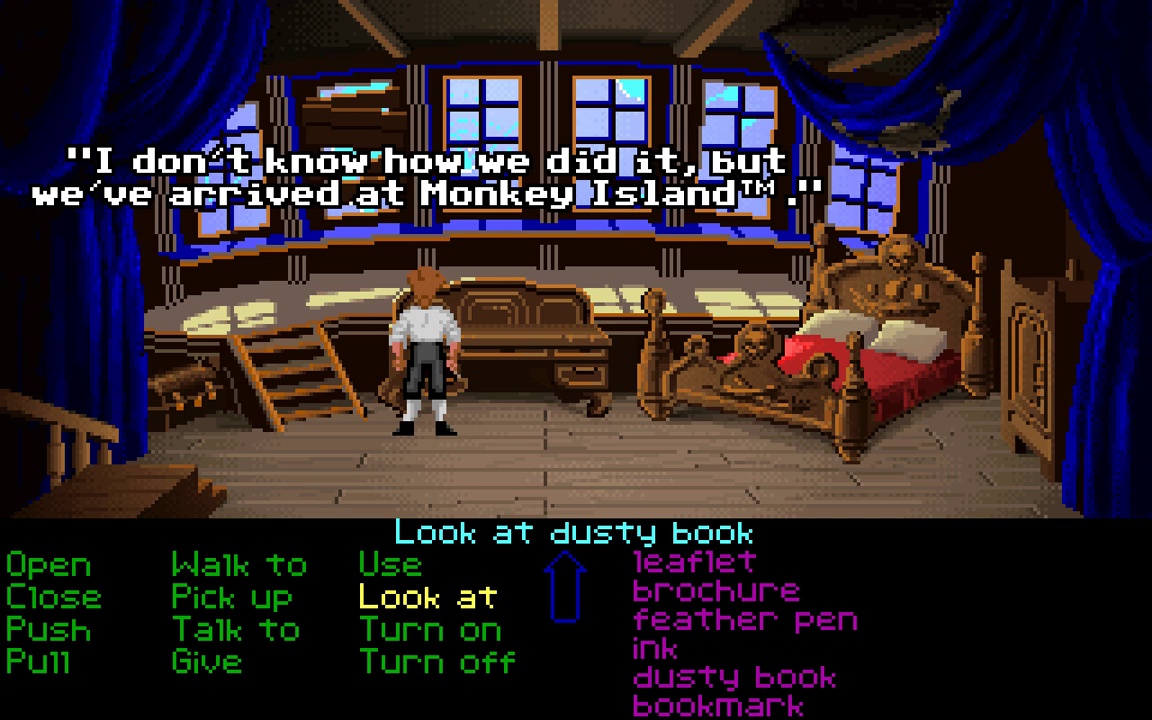 "I don't know how we did it, but
we've arrived at Monkey Island™."
Look at dusty book
Open Walk to Use
Close Pick up Look at
Push Talk to Turn on
Pull Give Turn off
leaflet
brochure
feather pen
ink
dusty book
bookmark